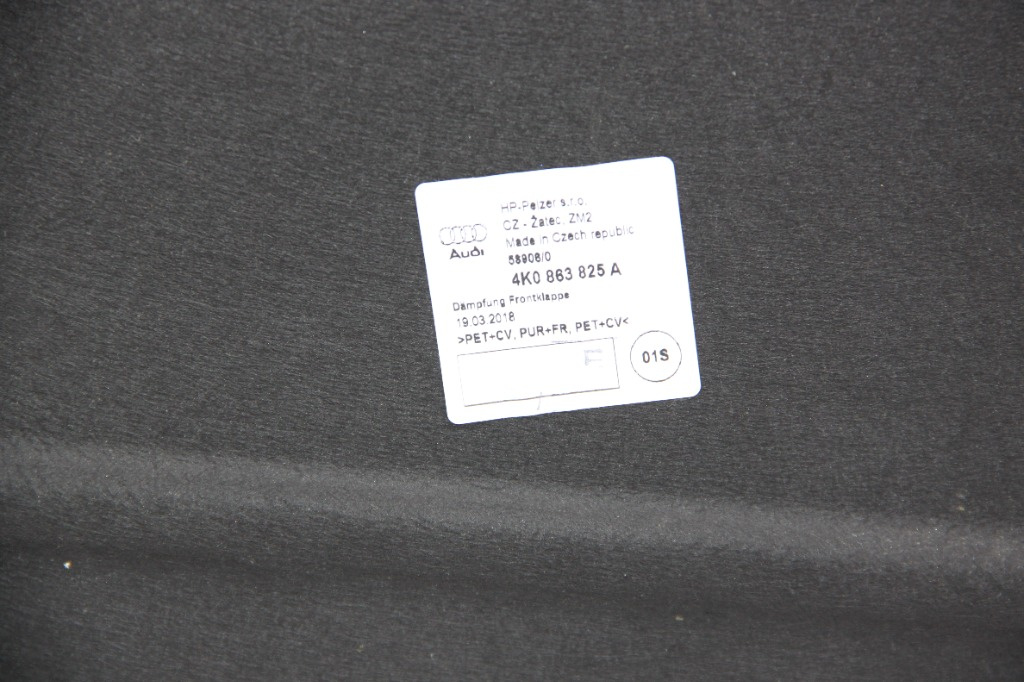 HP-Pelzer s.r.o.
CZ - Žatec, ZM2
Made in Czech republic
58906/0
Audi
4K0 863 825 A
Dämpfung Frontklappe
19.03.2018
>PET+CV, PUR+FR, PET+CV<
01S